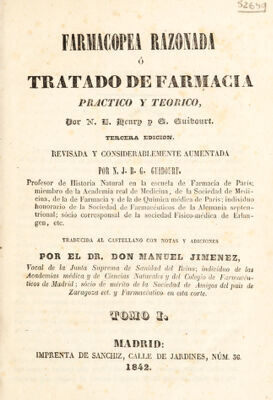 52649
FARMACOPEA RAZONADA
Ó
TRATADO DE FARMACIA
PRACTICO Y TEORICO,
Por N. E. Henry y G. Guibourt.
TERCERA EDICION,
REVISADA Y CONSIDERABLEMENTE AUMENTADA
POR N. J. B. G. GUIBOURT.
Profesor de Historia Natural en la escuela de Farmacia de Paris;
miembro de la Academia real de Medicina, de la Sociedad de Medi-
cina, de la de Farmacia y de la de Química médica de Paris; individuo
honorario de la Sociedad de Farmacéuticos de la Alemania septen-
trional; sócio corresponsal de la sociedad Físico-médica de Erlan-
gen, etc.
TRADUCIDA AL CASTELLANO CON NOTAS Y ADICIONES
POR EL DR. DON MANUEL JIMENEZ,
Vocal de la Junta Suprema de Sanidad del Reino; individuo de las
Academias médica y de Ciencias Naturales y del Colegio de Farmacéu-
ticos de Madrid; sócio de mérito de la Sociedad de Amigos del pais de
Zaragoza ect. y Farmacéutico en esta corte.
TOMO I.
MADRID:
IMPRENTA DE SANCHIZ, CALLE DE JARDINES, NÚM. 36.
1842.